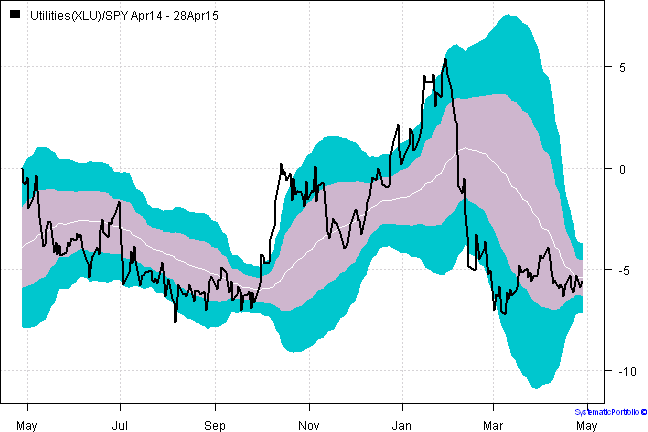 Utilities(XLU)/SPY Apr14 - 28Apr15
5
0
-5
-10
May Jul Sep Nov Jan Mar May
SystematicPortfolio ©